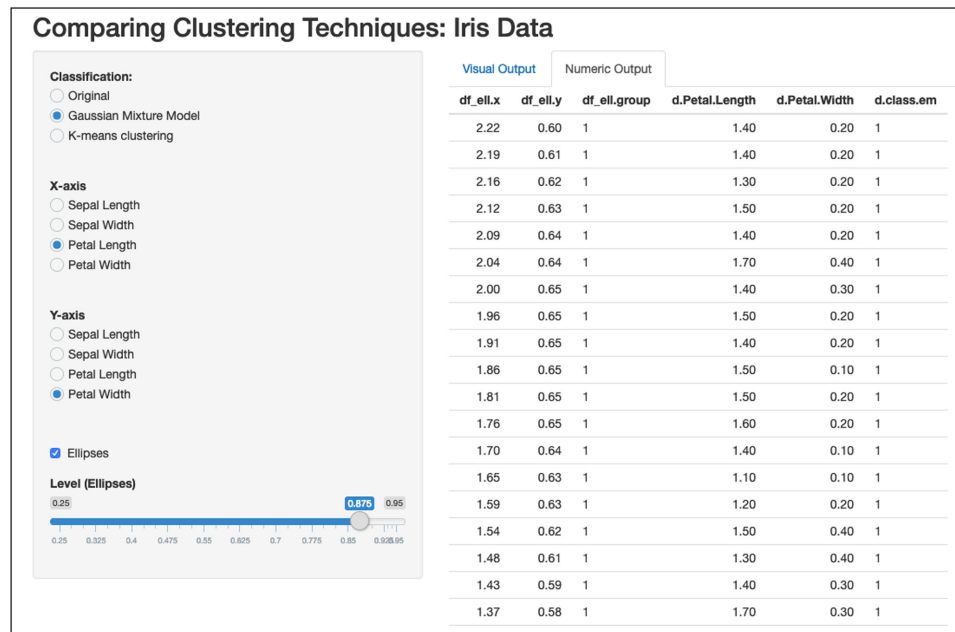 Comparing Clustering Techniques: Iris Data
Classification:
Original
Gaussian Mixture Model
K-means clustering
X-axis
Sepal Length
Sepal Width
Petal Length
Petal Width
Y-axis
Sepal Length
Sepal Width
Petal Length
Petal Width
Ellipses
Level (Ellipses)
0.25 0.875 0.95
0.25 0.325 0.4 0.475 0.55 0.625 0.7 0.775 0.85 0.925 0.95
Visual Output Numeric Output
df_ell.x df_ell.y df_ell.group d.Petal.Length d.Petal.Width d.class.em
2.22 0.60 1 1.40 0.20 1
2.19 0.61 1 1.40 0.20 1
2.16 0.62 1 1.30 0.20 1
2.12 0.63 1 1.50 0.20 1
2.09 0.64 1 1.40 0.20 1
2.04 0.64 1 1.70 0.40 1
2.00 0.65 1 1.40 0.30 1
1.96 0.65 1 1.50 0.20 1
1.91 0.65 1 1.40 0.20 1
1.86 0.65 1 1.50 0.10 1
1.81 0.65 1 1.50 0.20 1
1.76 0.65 1 1.60 0.20 1
1.70 0.64 1 1.40 0.10 1
1.65 0.63 1 1.10 0.10 1
1.59 0.63 1 1.20 0.20 1
1.54 0.62 1 1.50 0.40 1
1.48 0.61 1 1.30 0.40 1
1.43 0.59 1 1.40 0.30 1
1.37 0.58 1 1.70 0.30 1